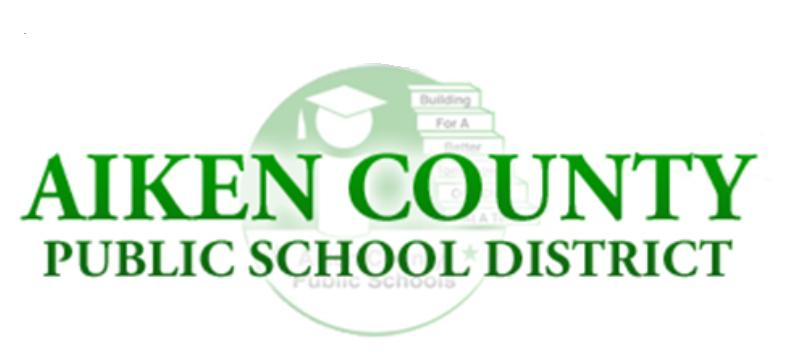 Building
For A
Better
AIKEN COUNTY
PUBLIC SCHOOL DISTRICT
Public Schools